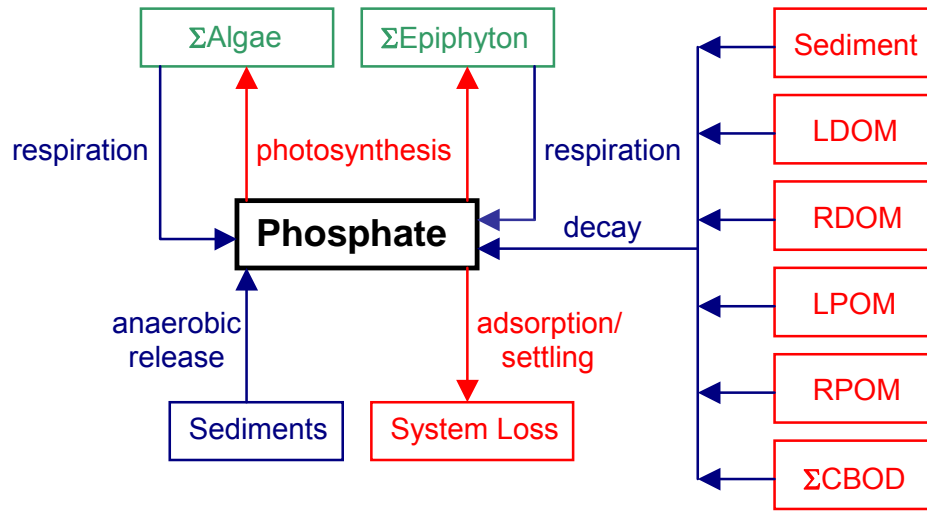 ΣAlgae
ΣEpiphyton
Sediment
LDOM
respiration
photosynthesis
respiration
RDOM
Phosphate
decay
LPOM
anaerobic
release
adsorption/
settling
RPOM
Sediments
System Loss
ΣCBOD